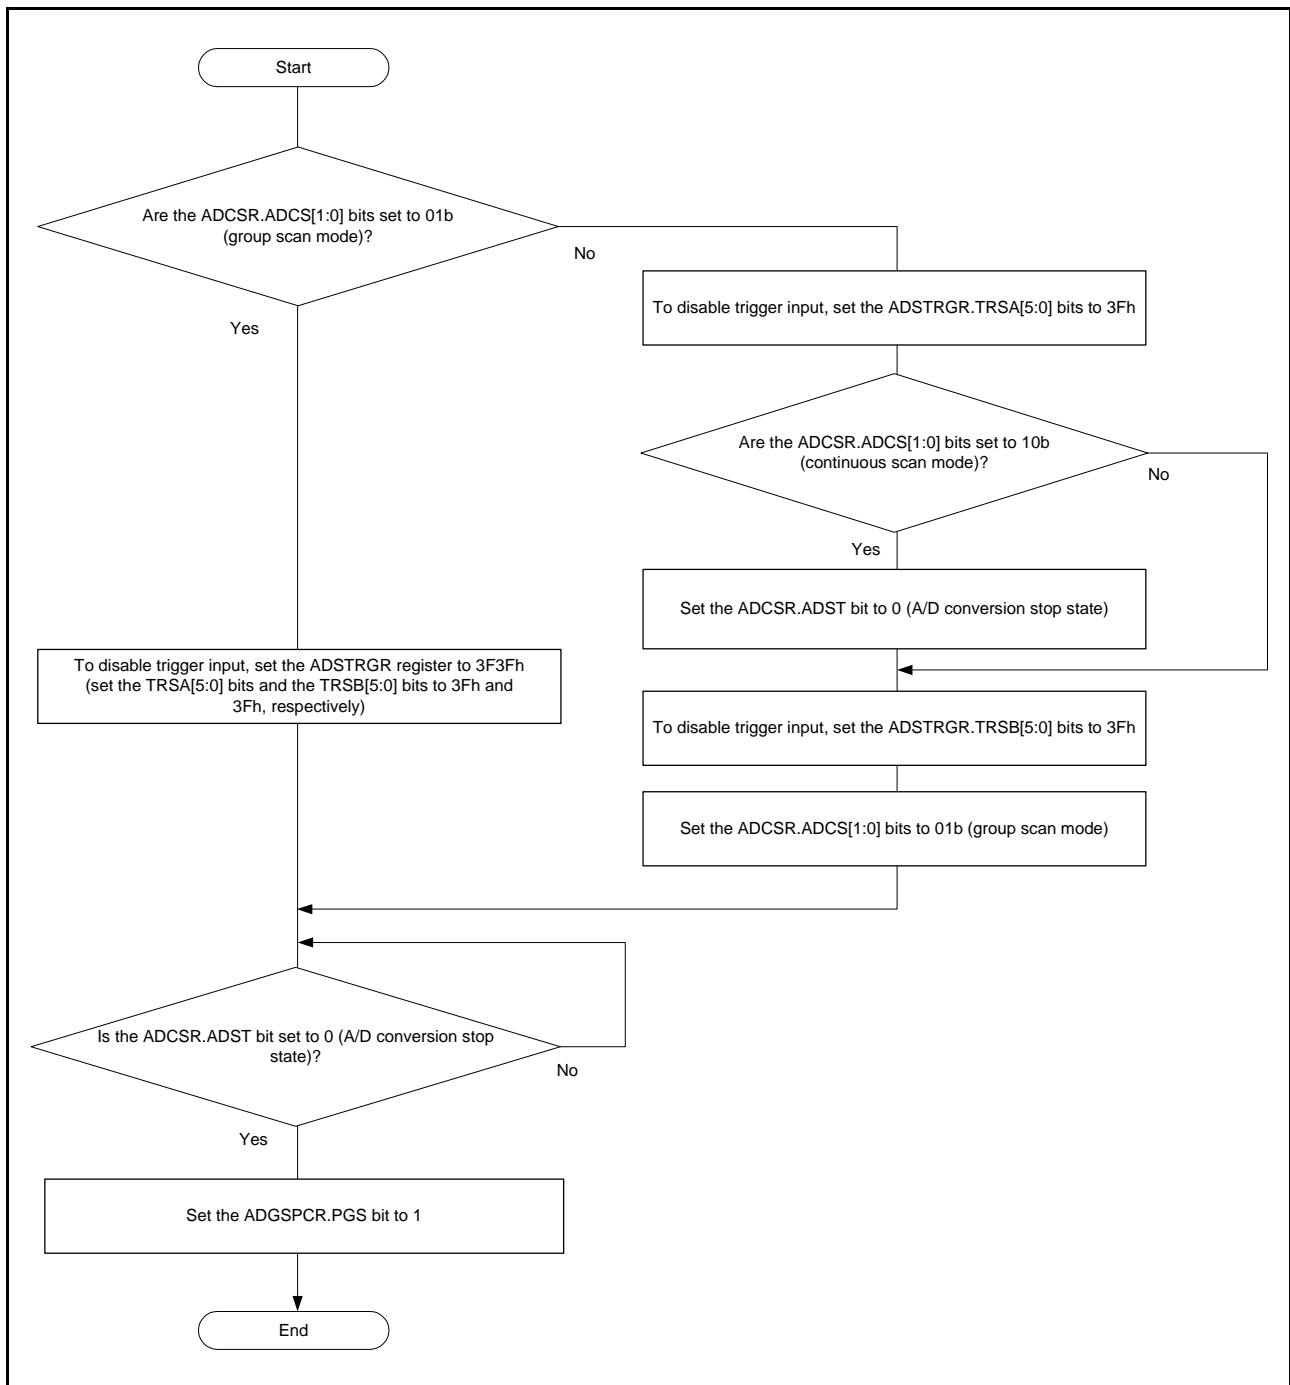 Start
Are the ADCSR.ADCS[1:0] bits set to 01b
(group scan mode)?
No
Yes
To disable trigger input, set the ADSTRGR.TRSA[5:0] bits to 3Fh
Are the ADCSR.ADCS[1:0] bits set to 10b
(continuous scan mode)?
No
Yes
Set the ADCSR.ADST bit to 0 (A/D conversion stop state)
To disable trigger input, set the ADSTRGR register to 3F3Fh
(set the TRSA[5:0] bits and the TRSB[5:0] bits to 3Fh and
3Fh, respectively)
To disable trigger input, set the ADSTRGR.TRSB[5:0] bits to 3Fh
Set the ADCSR.ADCS[1:0] bits to 01b (group scan mode)
Is the ADCSR.ADST bit set to 0 (A/D conversion stop
state)?
No
Yes
Set the ADGSPCR.PGS bit to 1
End